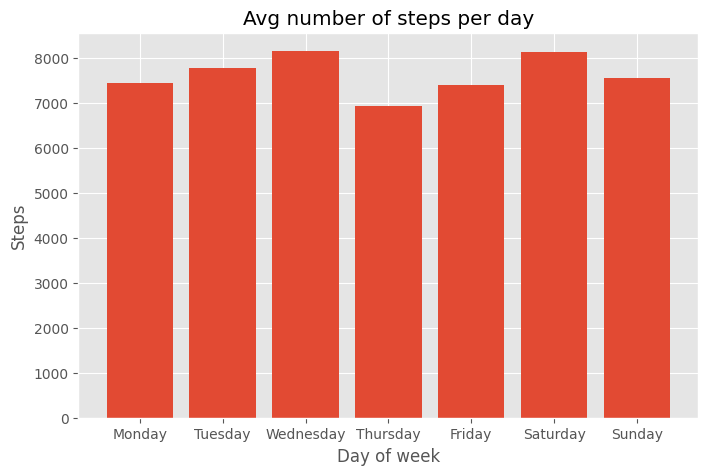 Avg number of steps per day
8000
7000
6000
5000
4000
3000
2000
1000
0
Steps
Monday Tuesday Wednesday Thursday Friday Saturday Sunday
Day of week